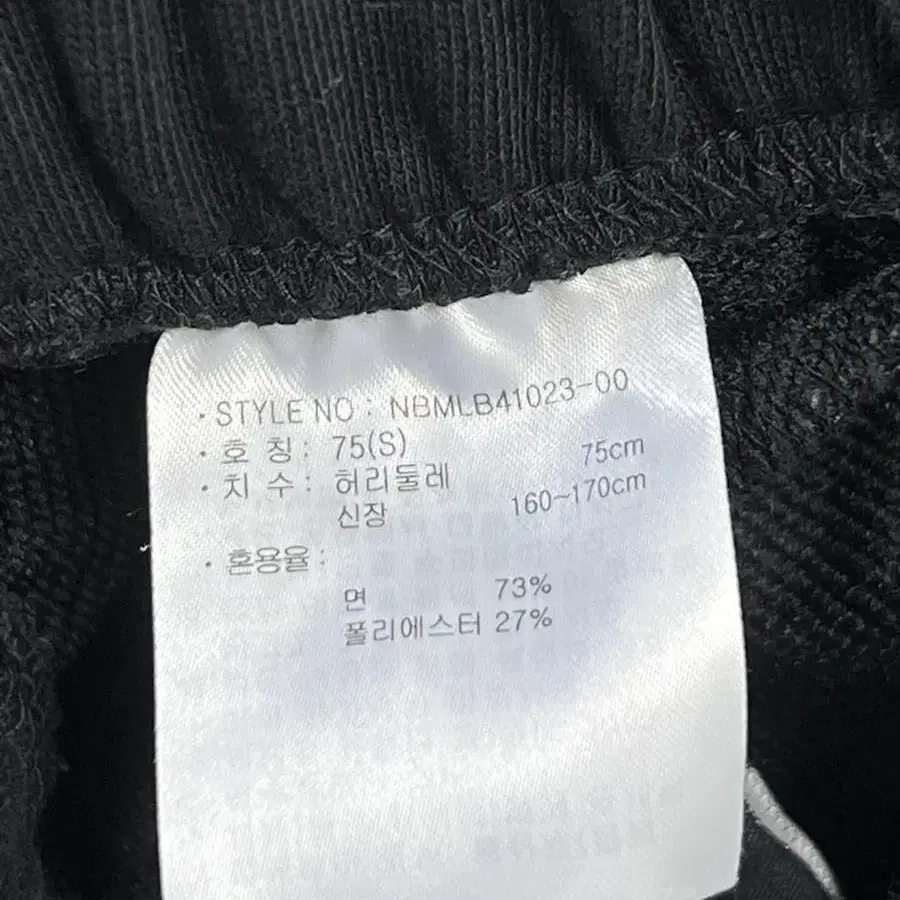 · STYLE NO : NBMLB41023-00
· 호 칭 : 75(S)
· 치 수 : 허리둘레 75cm
신장 160~170cm
· 혼용율 :
면 73%
폴리에스터 27%